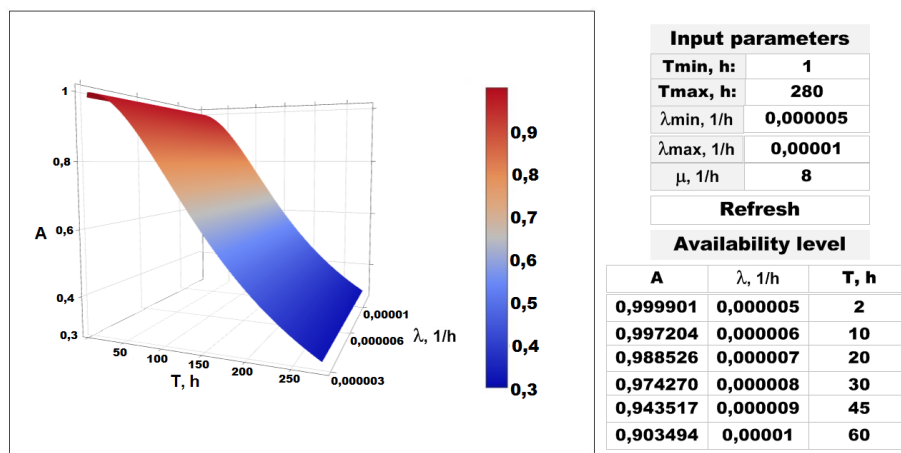 1
0,8
A
0,6
0,4
0,3
50
100
150
200
250
T, h
0,00001
0,000006
λ, 1/h
0,000003
0,9
0,8
0,7
0,6
0,5
0,4
0,3
Input parameters
Tmin, h: 1
Tmax, h: 280
λmin, 1/h 0,000005
λmax, 1/h 0,00001
μ, 1/h 8
Refresh
Availability level
A λ, 1/h T, h
0,999901 0,000005 2
0,997204 0,000006 10
0,988526 0,000007 20
0,974270 0,000008 30
0,943517 0,000009 45
0,903494 0,00001 60